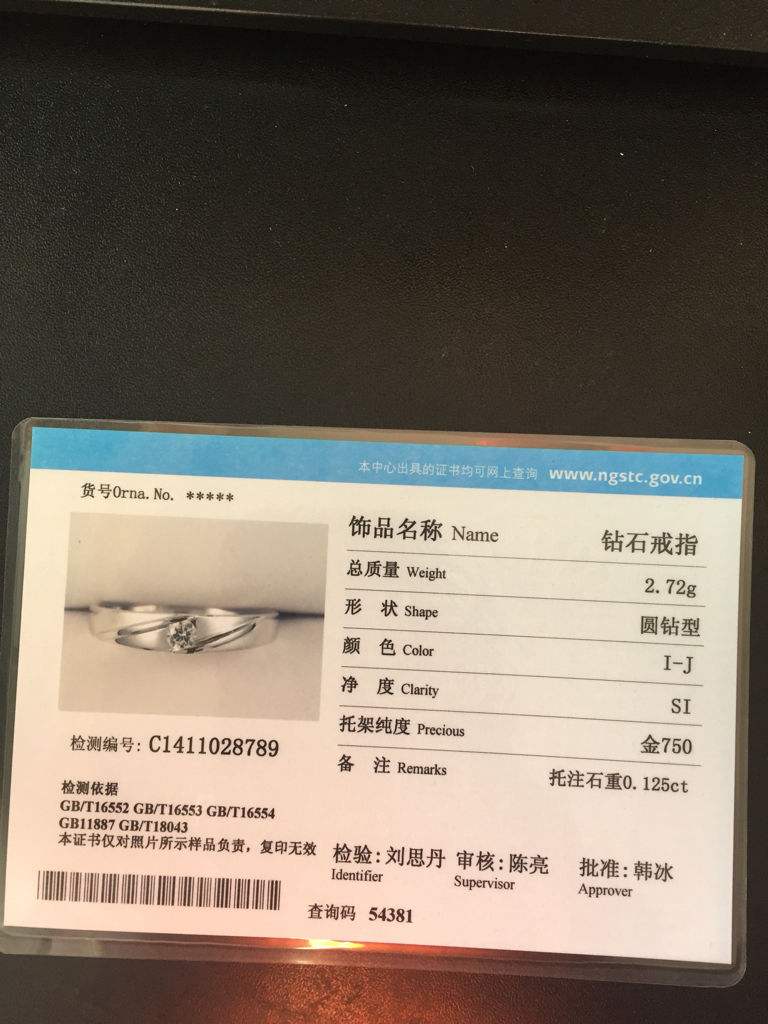 本中心出具的证书均可网上查询 www.ngstc.gov.cn
货号Orna.No. *****
饰品名称 Name 钻石戒指
总质量 Weight 2.72g
形 状 Shape 圆钻型
颜 色 Color I-J
净 度 Clarity SI
托架纯度 Precious 金750
备 注 Remarks 托注石重0.125ct
检测编号: C1411028789
检测依据
GB/T16552 GB/T16553 GB/T16554
GB11887 GB/T18043
本证书仅对照片所示样品负责，复印无效
检验: 刘思丹 审核: 陈亮 批准: 韩冰
Identifier Supervisor Approver
查询码 54381